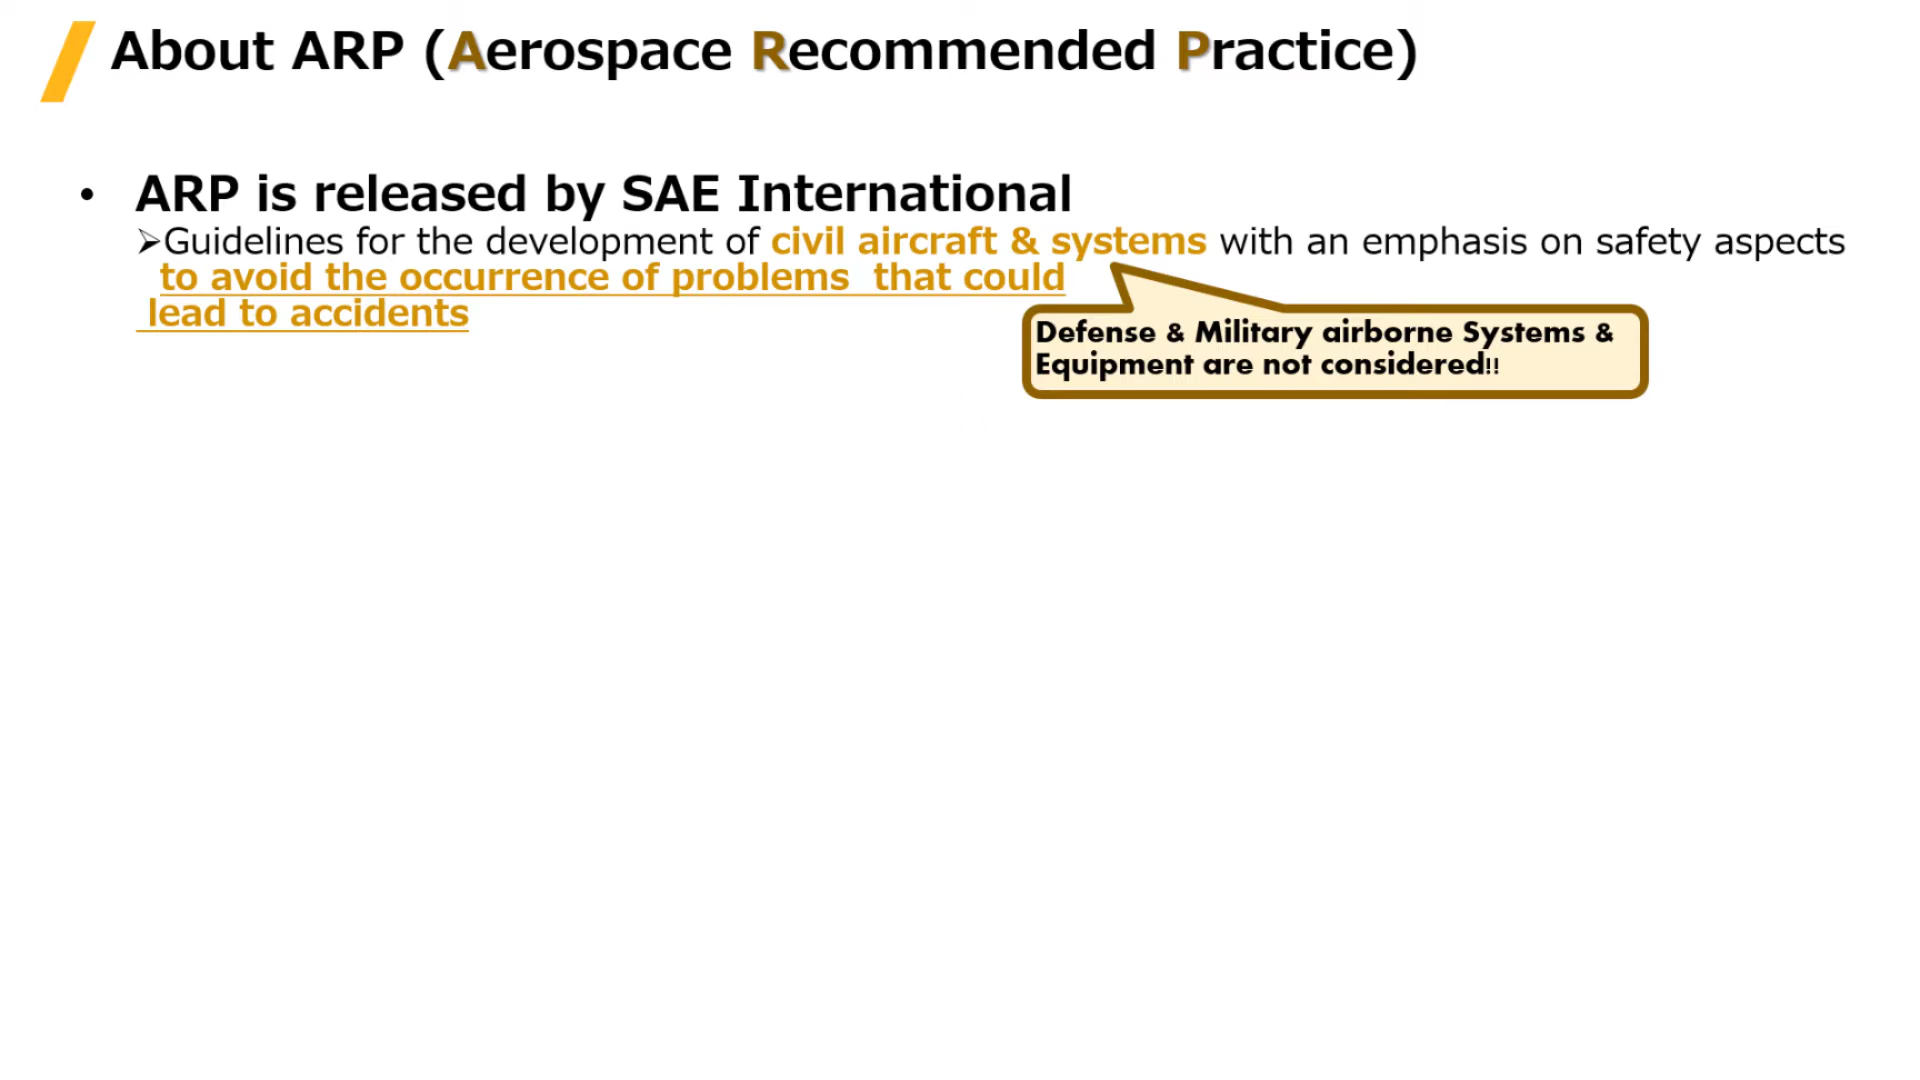 About ARP (Aerospace Recommended Practice)
• ARP is released by SAE International
➢Guidelines for the development of civil aircraft & systems with an emphasis on safety aspects
to avoid the occurrence of problems  that could
lead to accidents
Defense & Military airborne Systems &
Equipment are not considered!!